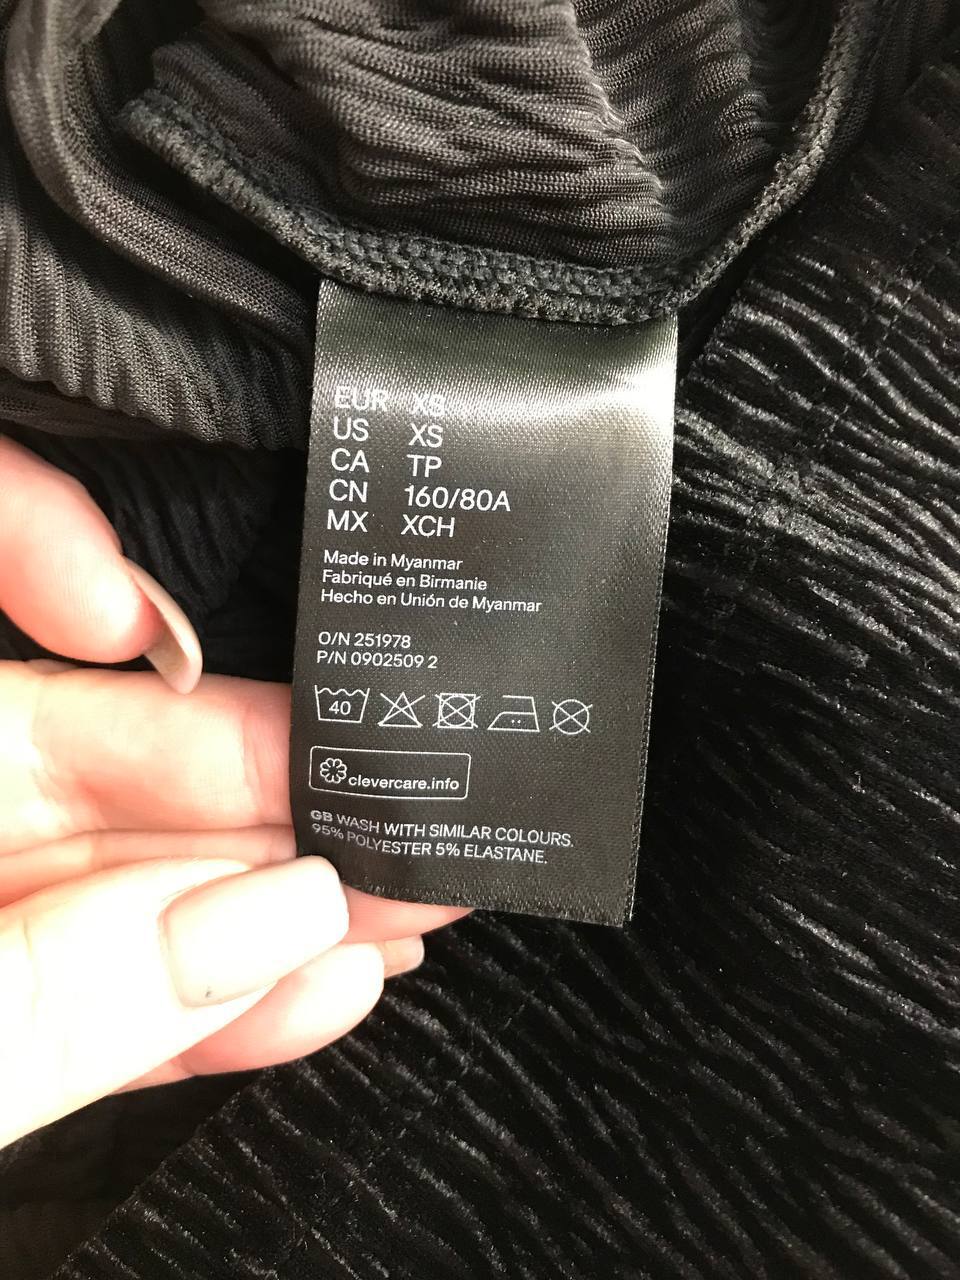 EUR XS
US XS
CA TP
CN 160/80A
MX XCH
Made in Myanmar
Fabriqué en Birmanie
Hecho en Unión de Myanmar
O/N 251978
P/N 0902509 2
40
clevercare.info
GB WASH WITH SIMILAR COLOURS.
95% POLYESTER 5% ELASTANE.